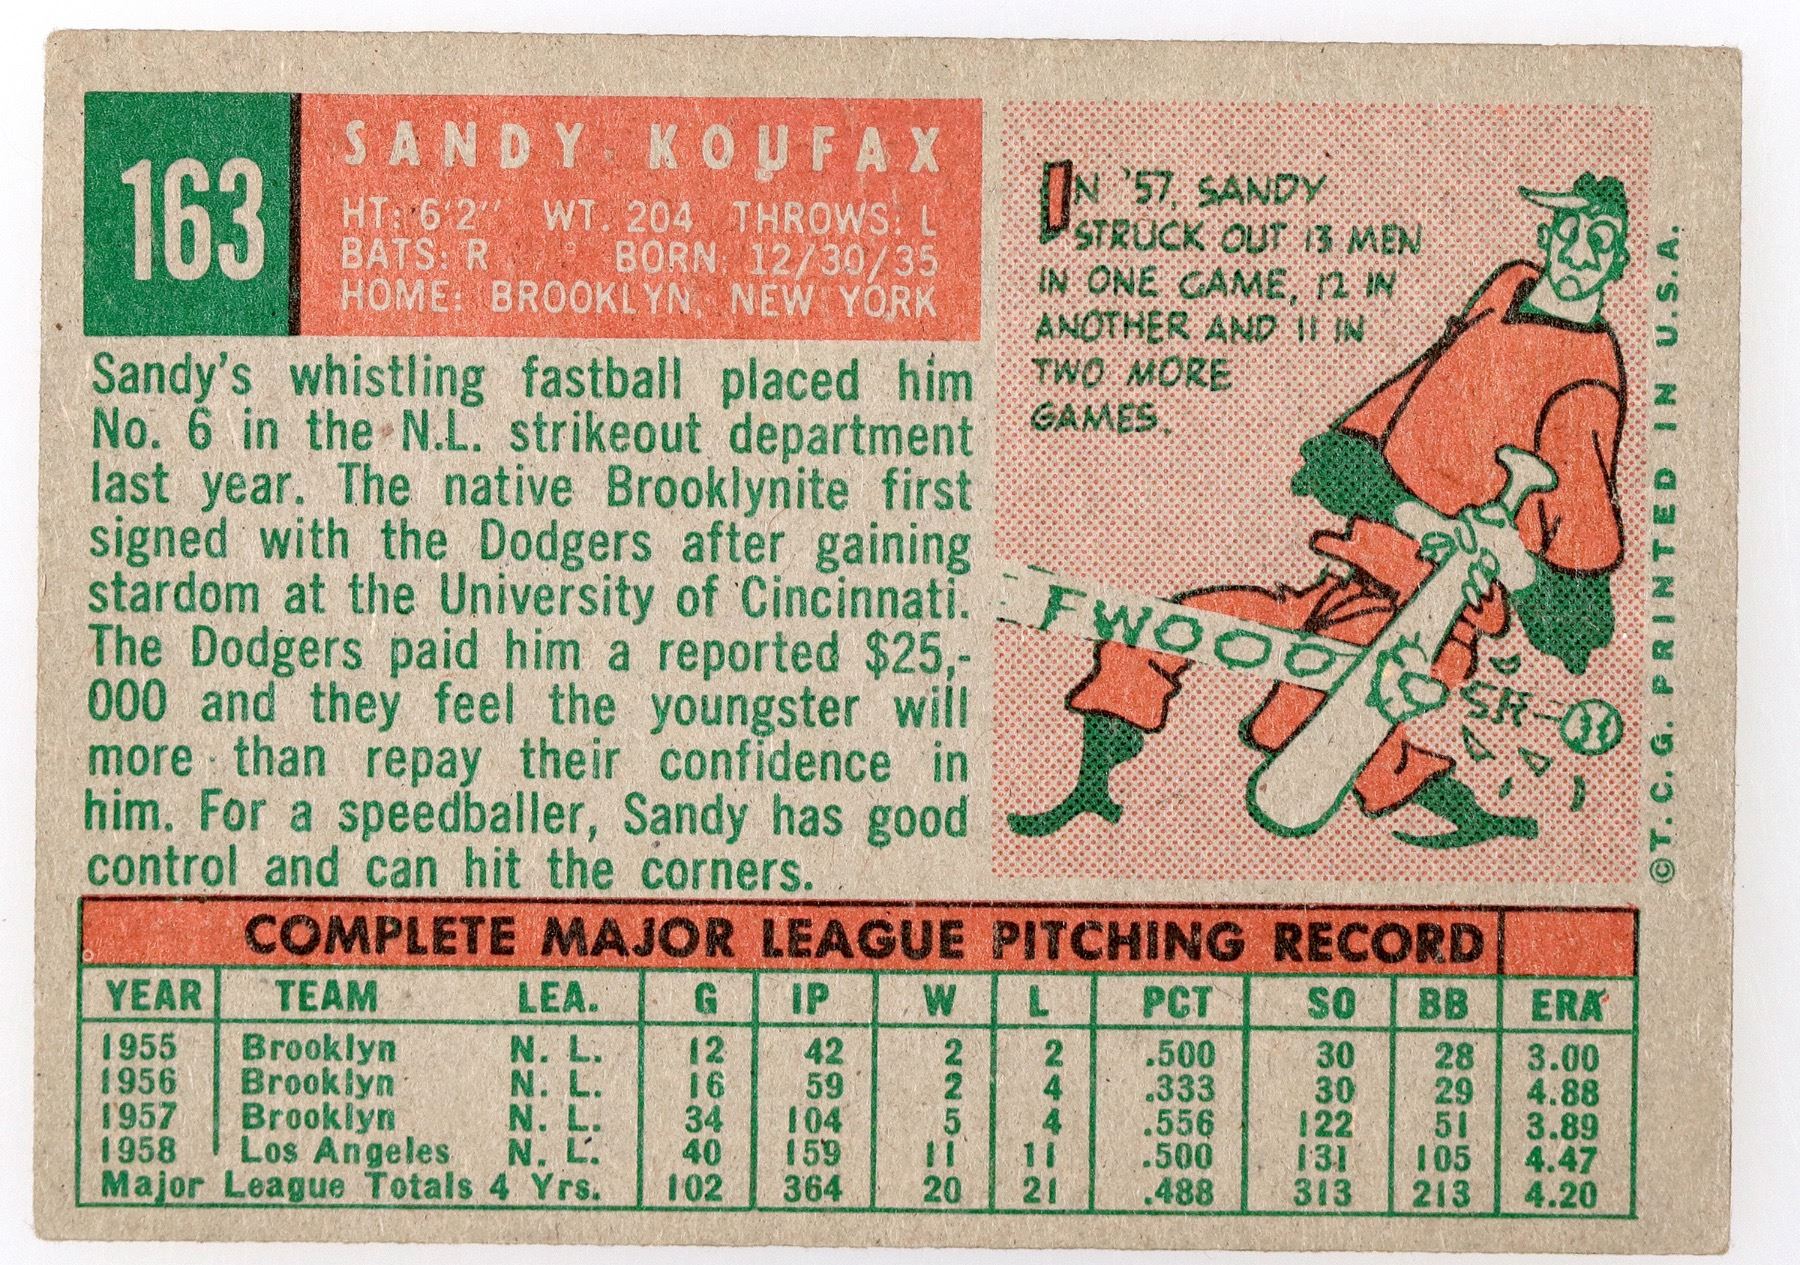 163
SANDY KOUFAX
HT: 6'2" WT. 204 THROWS: L
BATS: R BORN: 12/30/35
HOME: BROOKLYN, NEW YORK
Sandy's whistling fastball placed him
No. 6 in the N.L. strikeout department
last year. The native Brooklynite first
signed with the Dodgers after gaining
stardom at the University of Cincinnati.
The Dodgers paid him a reported $25,-
000 and they feel the youngster will
more than repay their confidence in
him. For a speedballer, Sandy has good
control and can hit the corners.
IN '57, SANDY
STRUCK OUT 13 MEN
IN ONE GAME, 12 IN
ANOTHER AND 11 IN
TWO MORE
GAMES.
FWOOO
SR-
©T.C.G. PRINTED IN U.S.A.
COMPLETE MAJOR LEAGUE PITCHING RECORD
YEAR TEAM LEA. G IP W L PCT SO BB ERA
1955 Brooklyn N. L. 12 42 2 2 .500 30 28 3.00
1956 Brooklyn N. L. 16 59 2 4 .333 30 29 4.88
1957 Brooklyn N. L. 34 104 5 4 .556 122 51 3.89
1958 Los Angeles N. L. 40 159 11 11 .500 131 105 4.47
Major League Totals 4 Yrs. 102 364 20 21 .488 313 213 4.20